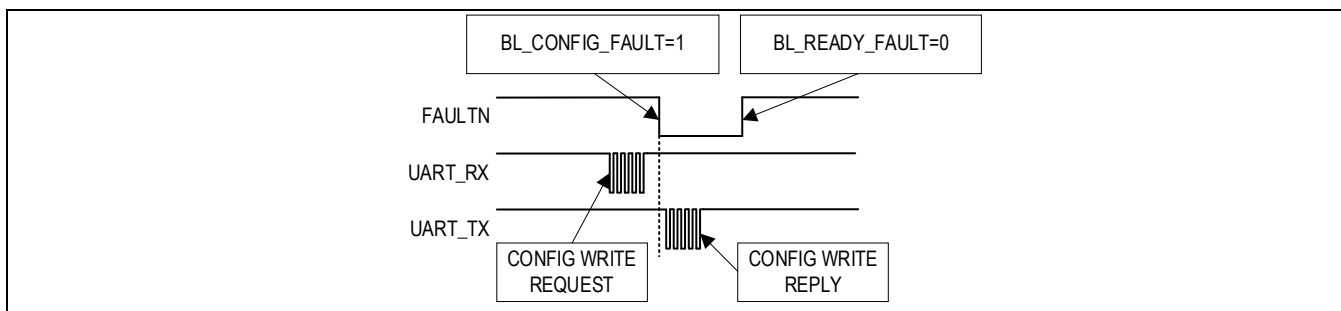 BL_CONFIG_FAULT=1
BL_READY_FAULT=0
FAULTN
UART_RX
UART_TX
CONFIG WRITE
REQUEST
CONFIG WRITE
REPLY